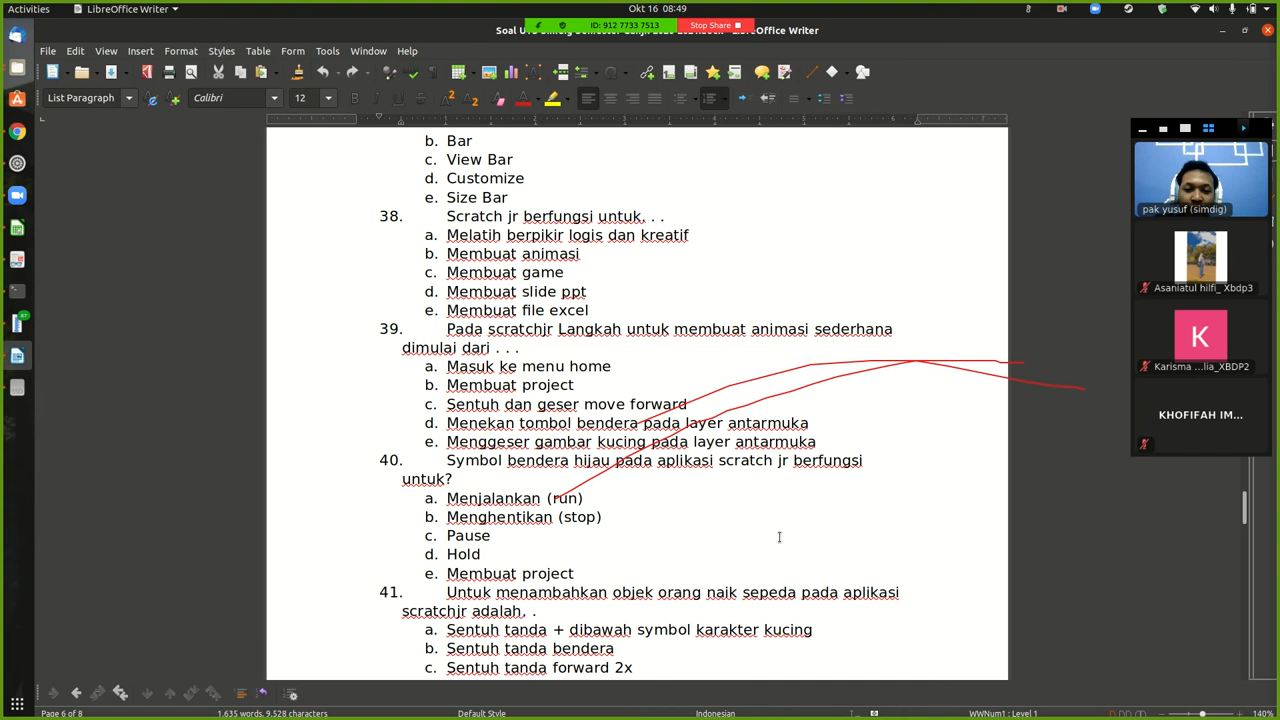 Activities
LibreOffice Writer
Okt 16 08:49
ID: 912 7733 7513
Stop Share
File Edit View Insert Format Styles Table Form Tools Window Help
List Paragraph
Calibri
12
b. Bar
c. View Bar
d. Customize
e. Size Bar
38. Scratch jr berfungsi untuk. . .
a. Melatih berpikir logis dan kreatif
b. Membuat animasi
c. Membuat game
d. Membuat slide ppt
e. Membuat file excel
39. Pada scratchjr Langkah untuk membuat animasi sederhana
dimulai dari . . .
a. Masuk ke menu home
b. Membuat project
c. Sentuh dan geser move forward
d. Menekan tombol bendera pada layer antarmuka
e. Menggeser gambar kucing pada layer antarmuka
40. Symbol bendera hijau pada aplikasi scratch jr berfungsi
untuk?
a. Menjalankan (run)
b. Menghentikan (stop)
c. Pause
d. Hold
e. Membuat project
41. Untuk menambahkan objek orang naik sepeda pada aplikasi
scratchjr adalah. .
a. Sentuh tanda + dibawah symbol karakter kucing
b. Sentuh tanda bendera
c. Sentuh tanda forward 2x
pak yusuf (simdig)
Asaniatul hilfi_ Xbdp3
K
Karisma ...lia_XBDP2
KHOFIFAH IM...
Page 6 of 8
1.635 words, 9.528 characters
Default Style
Indonesian
WWNum1 : Level 1
140%